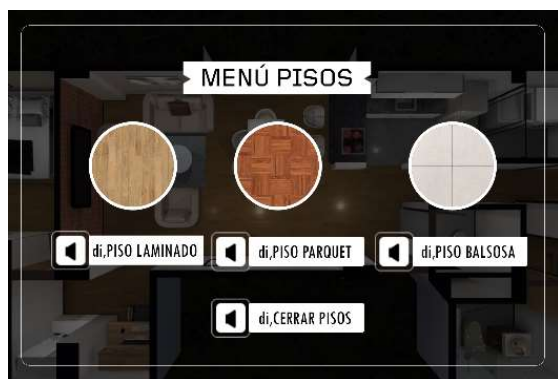 MENÚ PISOS
di,PISO LAMINADO
di,PISO PARQUET
di,PISO BALSOSA
di,CERRAR PISOS